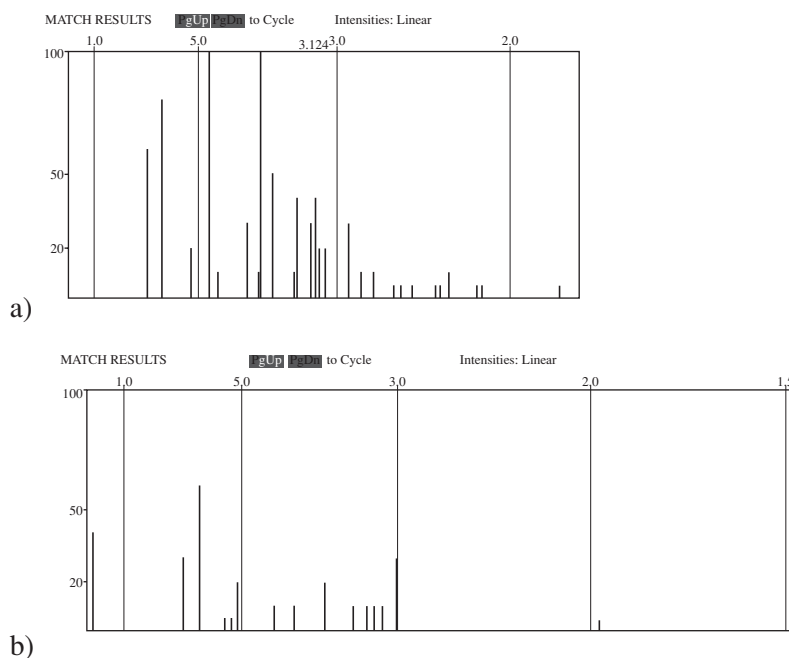 MATCH RESULTS PgUp PgDn to Cycle Intensities: Linear
1.0 5.0 3.124 3.0 2.0
100
50
20
a)
MATCH RESULTS PgUp PgDn to Cycle Intensities: Linear
1.0 5.0 3.0 2.0
100
50
20
b)